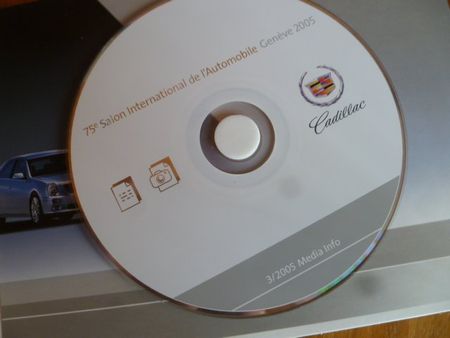 75e Salon International de l'Automobile Genève 2005
Cadillac
3/2005 Media Info